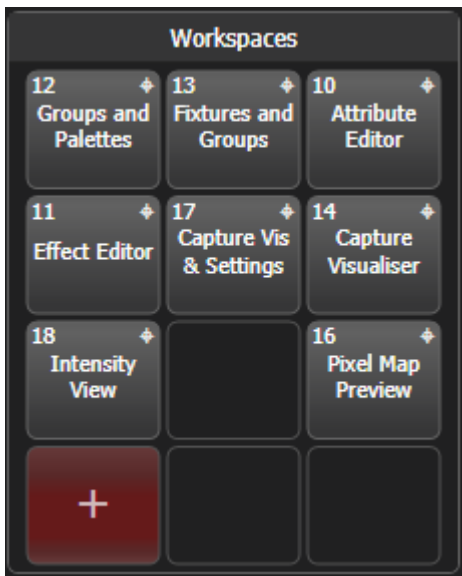 Workspaces
12
Groups and
Palettes
13
Fixtures and
Groups
10
Attribute
Editor
11
Effect Editor
17
Capture Vis
& Settings
14
Capture
Visualiser
18
Intensity
View
16
Pixel Map
Preview
+